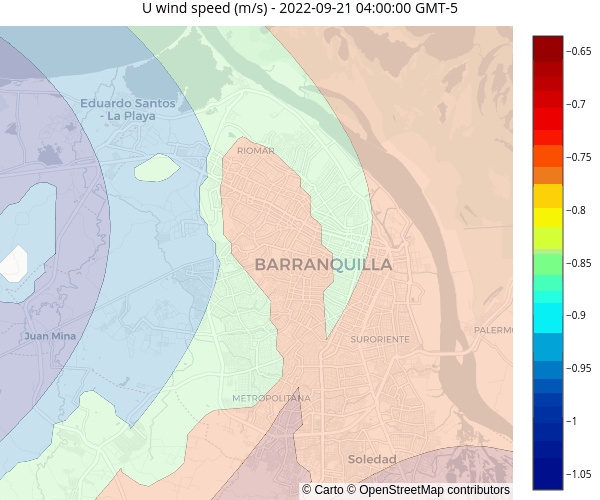 U wind speed (m/s) - 2022-09-21 04:00:00 GMT-5
−0.65
−0.7
−0.75
−0.8
−0.85
−0.9
−0.95
−1
−1.05
Eduardo Santos
- La Playa
RIOMAR
BARRANQUILLA
Juan Mina
SURORIENTE
PALERMO
METROPOLITANA
Soledad
© Carto © OpenStreetMap contributors